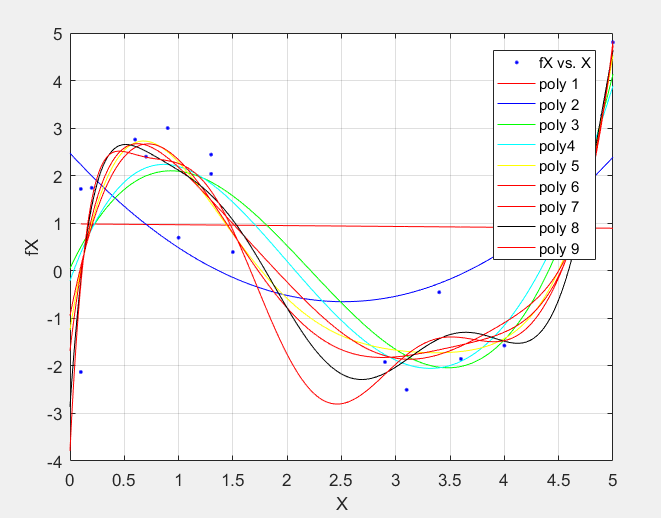 5
4
3
2
1
0
-1
-2
-3
-4
fX
fX vs. X
poly 1
poly 2
poly 3
poly4
poly 5
poly 6
poly 7
poly 8
poly 9
0 0.5 1 1.5 2 2.5 3 3.5 4 4.5 5
X